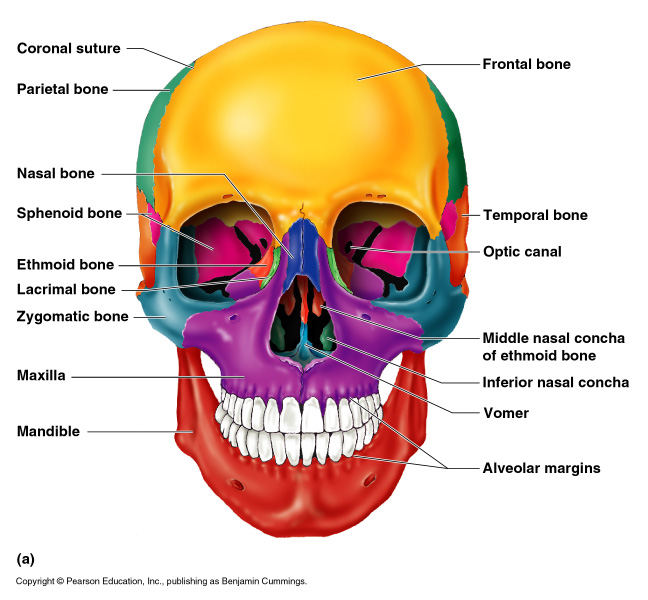 Coronal suture
Parietal bone
Nasal bone
Sphenoid bone
Ethmoid bone
Lacrimal bone
Zygomatic bone
Maxilla
Mandible
Frontal bone
Temporal bone
Optic canal
Middle nasal concha
of ethmoid bone
Inferior nasal concha
Vomer
Alveolar margins
(a)
Copyright © Pearson Education, Inc., publishing as Benjamin Cummings.